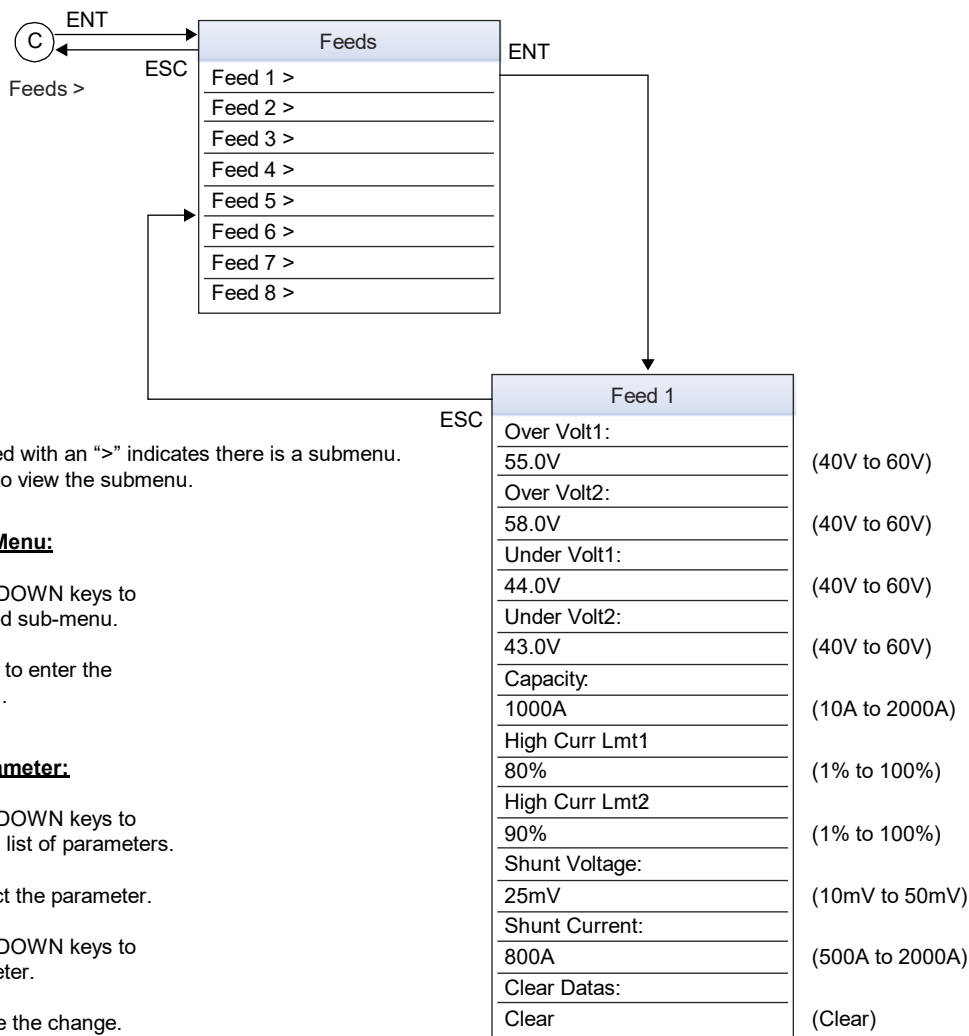 ENT
C
Feeds
ENT
ESC
Feeds >
Feed 1 >
Feed 2 >
Feed 3 >
Feed 4 >
Feed 5 >
Feed 6 >
Feed 7 >
Feed 8 >
Feed 1
ESC
Over Volt1:
55.0V (40V to 60V)
Over Volt2:
58.0V (40V to 60V)
Under Volt1:
44.0V (40V to 60V)
Under Volt2:
43.0V (40V to 60V)
Capacity:
1000A (10A to 2000A)
High Curr Lmt1
80% (1% to 100%)
High Curr Lmt2
90% (1% to 100%)
Shunt Voltage:
25mV (10mV to 50mV)
Shunt Current:
800A (500A to 2000A)
Clear Datas:
Clear (Clear)
with an “>” indicates there is a submenu.
to view the submenu.
Menu:
DOWN keys to
sub-menu.
to enter the
.
DOWN keys to
list of parameters.
the parameter.
DOWN keys to
the change.